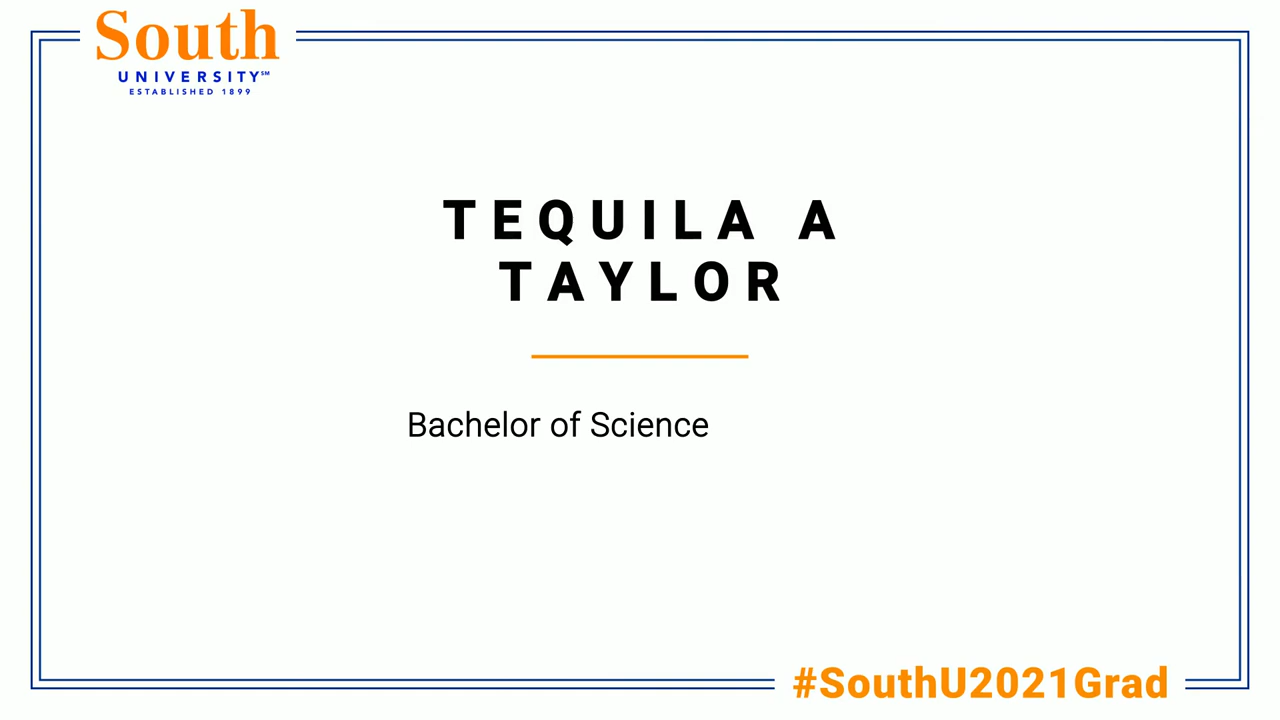 South
UNIVERSITY℠
ESTABLISHED 1899
TEQUILA A
TAYLOR
Bachelor of Science
#SouthU2021Grad